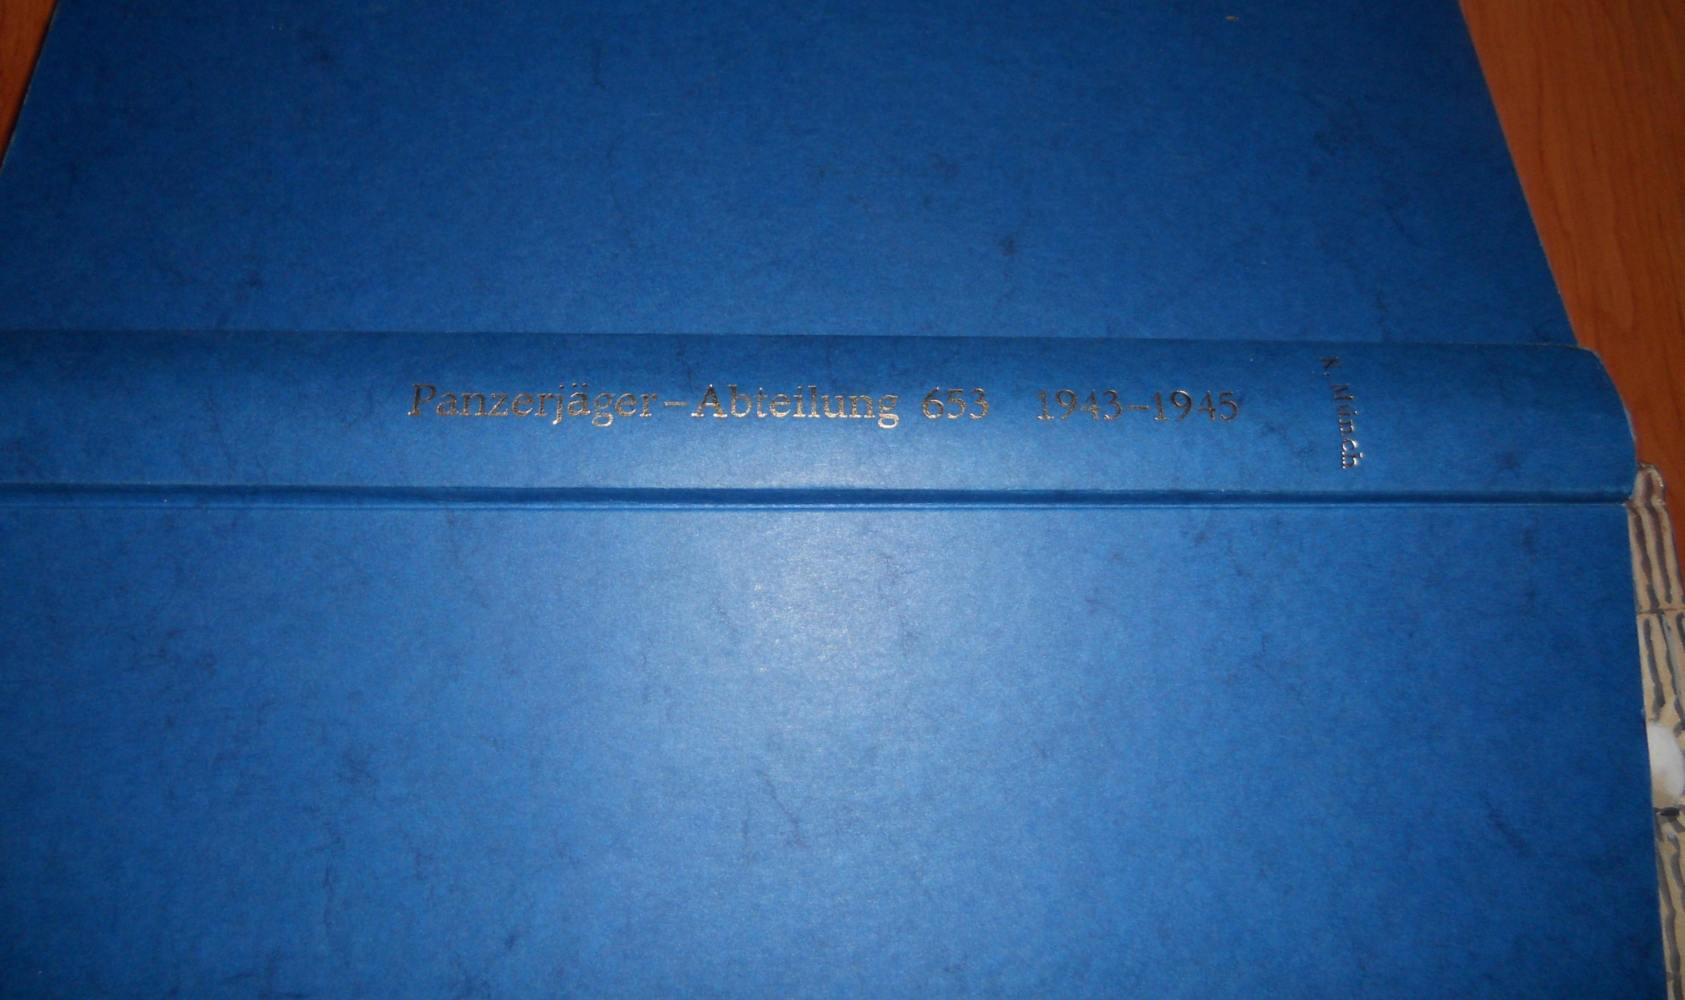 Panzerjäger-Abteilung 653 1943-1945
K. Münch